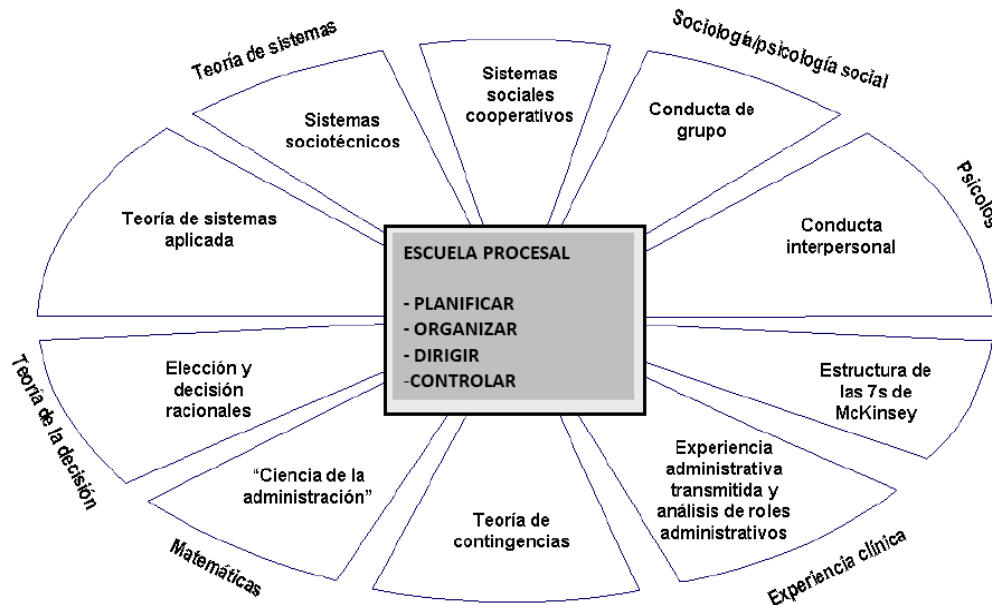 Teoría de sistemas
Sociología/psicología social
Sistemas
sociales
cooperativos
Sistemas
sociotécnicos
Conducta de
grupo
Teoría de sistemas
aplicada
Psicolog
Conducta
interpersonal
ESCUELA PROCESAL
- PLANIFICAR
- ORGANIZAR
- DIRIGIR
-CONTROLAR
Teoría de la decisión
Elección y
decisión
racionales
Estructura de
las 7s de
McKinsey
“Ciencia de la
administración”
Matemáticas
Teoría de
contingencias
Experiencia
administrativa
transmitida y
análisis de roles
administrativos
Experiencia clínica